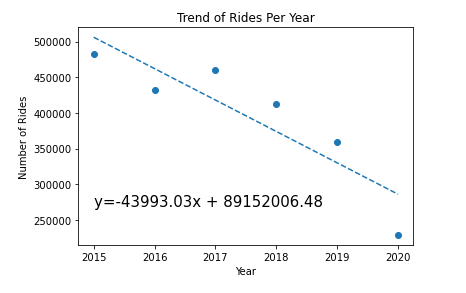 Trend of Rides Per Year
500000
450000
400000
350000
300000
250000
Number of Rides
y=-43993.03x + 89152006.48
2015 2016 2017 2018 2019 2020
Year